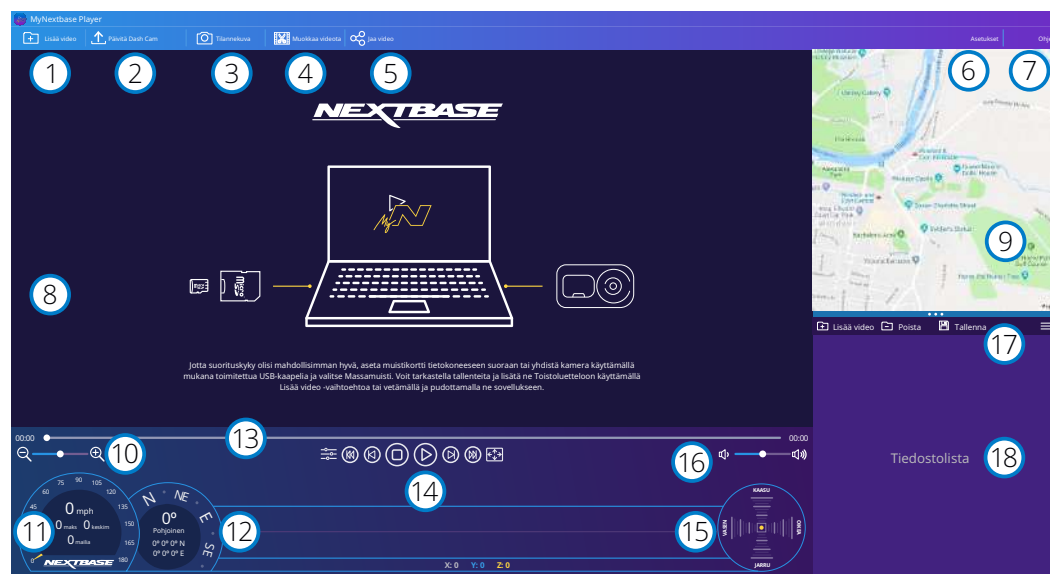 MyNextbase Player
Lisää video
Päivitä Dash Cam
Tilannekuva
Muokkaa videota
Jaa video
Asetukset
Ohje
1
2
3
4
5
6
7
NEXTBASE
MyN
8
9
Jotta suorituskyky olisi mahdollisimman hyvä, aseta muistikortti tietokoneeseen suoraan tai yhdistä kamera käyttämällä
mukana toimitettua USB-kaapelia ja valitse Massamuisti. Voit tarkastella tallenteita ja lisätä ne Toistoluetteloon käyttämällä
Lisää video -vaihtoehtoa tai vetämällä ja pudottamalla ne sovellukseen.
Lisää video
Poista
Tallenna
17
Tiedostolista
18
00:00
13
00:00
10
14
16
0 mph
0 maks 0 keskim
0 mailia
0
45
60
75
90
105
120
135
150
165
180
NEXTBASE
11
N
NE
E
SE
0°
Pohjoinen
0° 0° 0° N
0° 0° 0° E
12
X: 0 Y: 0 Z: 0
15
KAASU
VASEN
OIKEA
JARRU